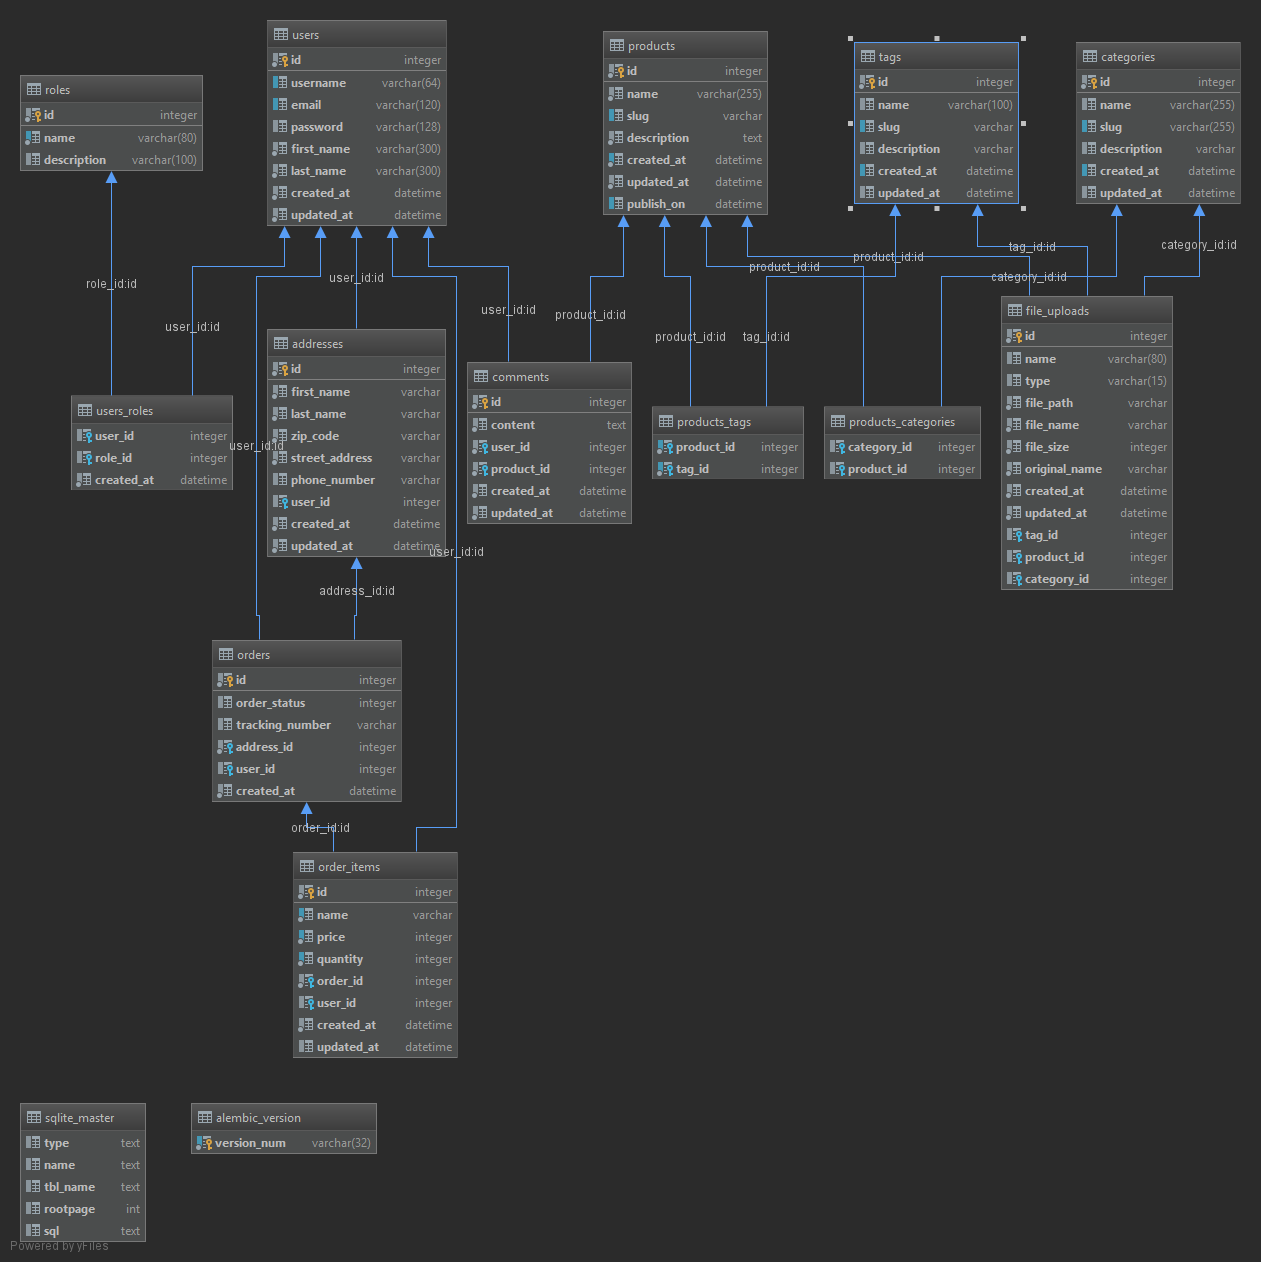 users
id integer
username varchar(64)
email varchar(120)
password varchar(128)
first_name varchar(300)
last_name varchar(300)
created_at datetime
updated_at datetime
products
id integer
name varchar(255)
slug varchar
description text
created_at datetime
updated_at datetime
publish_on datetime
tags
id integer
name varchar(100)
slug varchar
description varchar
created_at datetime
updated_at datetime
categories
id integer
name varchar(255)
slug varchar(255)
description varchar
created_at datetime
updated_at datetime
roles
id integer
name varchar(80)
description varchar(100)
role_id:id
user_id:id
user_id:id
user_id:id
product_id:id
product_id:id
tag_id:id
product_id:id
product_id:id
category_id:id
tag_id:id
category_id:id
users_roles
user_id integer
role_id integer
created_at datetime
user_id:id
addresses
id integer
first_name varchar
last_name varchar
zip_code varchar
street_address varchar
phone_number varchar
user_id integer
created_at datetime
updated_at datetime
user_id:id
address_id:id
comments
id integer
content text
user_id integer
product_id integer
created_at datetime
updated_at datetime
products_tags
product_id integer
tag_id integer
products_categories
category_id integer
product_id integer
file_uploads
id integer
name varchar(80)
type varchar(15)
file_path varchar
file_name varchar
file_size integer
original_name varchar
created_at datetime
updated_at datetime
tag_id integer
product_id integer
category_id integer
orders
id integer
order_status integer
tracking_number varchar
address_id integer
user_id integer
created_at datetime
order_id:id
order_items
id integer
name varchar
price integer
quantity integer
order_id integer
user_id integer
created_at datetime
updated_at datetime
sqlite_master
type text
name text
tbl_name text
rootpage int
sql text
alembic_version
version_num varchar(32)
Powered by yFiles